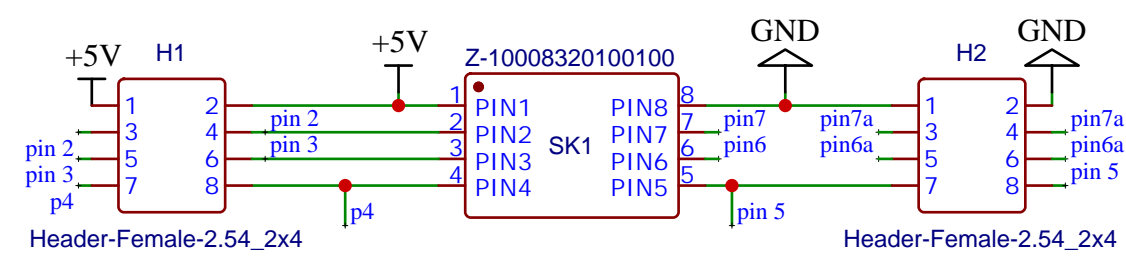 +5V
H1
+5V
Z-10008320100100
GND
H2
GND
1
2
3
4
5
6
7
8
pin 2
pin 3
p4
pin 2
pin 3
p4
1
2
3
4
PIN1
PIN2
PIN3
PIN4
SK1
PIN8
PIN7
PIN6
PIN5
8
7
6
5
pin7
pin6
pin 5
pin7a
pin6a
1
2
3
4
5
6
7
8
pin7a
pin6a
pin 5
Header-Female-2.54_2x4
Header-Female-2.54_2x4